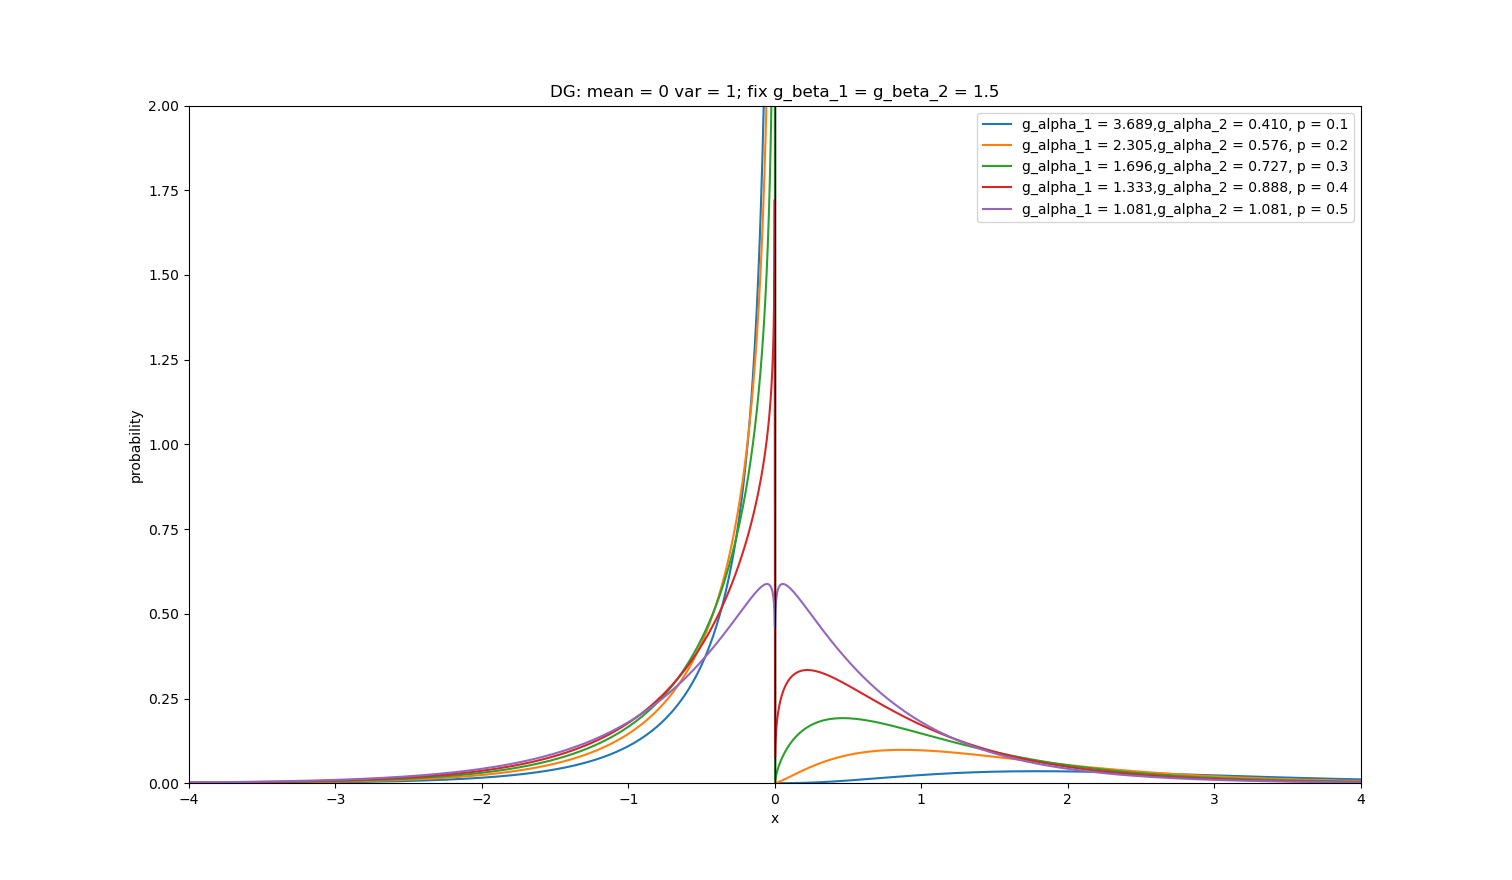 DG: mean = 0 var = 1; fix g_beta_1 = g_beta_2 = 1.5
2.00
1.75
1.50
1.25
1.00
0.75
0.50
0.25
0.00
probability
g_alpha_1 = 3.689,g_alpha_2 = 0.410, p = 0.1
g_alpha_1 = 2.305,g_alpha_2 = 0.576, p = 0.2
g_alpha_1 = 1.696,g_alpha_2 = 0.727, p = 0.3
g_alpha_1 = 1.333,g_alpha_2 = 0.888, p = 0.4
g_alpha_1 = 1.081,g_alpha_2 = 1.081, p = 0.5
−4 −3 −2 −1 0 1 2 3 4
x